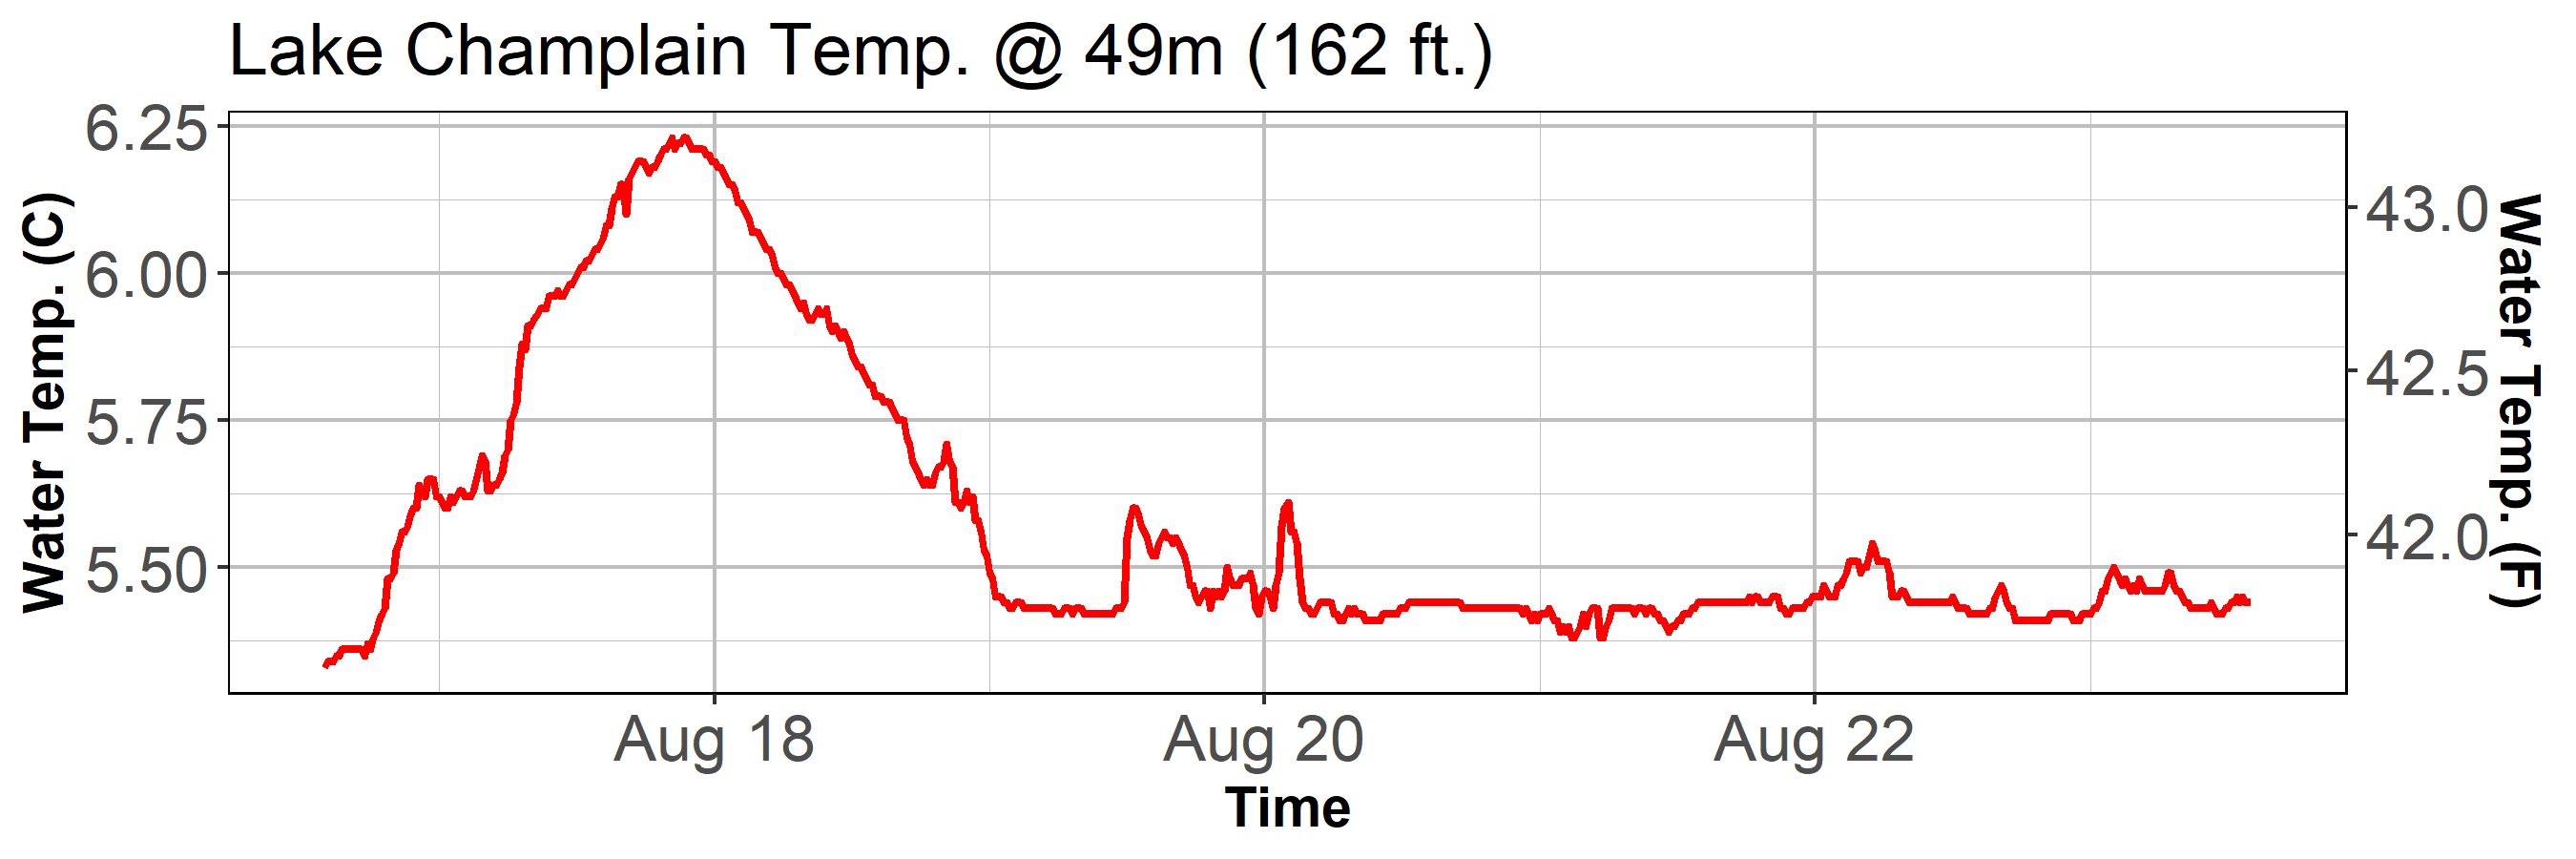 Lake Champlain Temp. @ 49m (162 ft.)
Water Temp. (C)
6.25
6.00
5.75
5.50
43.0
42.5
42.0
Water Temp. (F)
Aug 18 Aug 20 Aug 22
Time